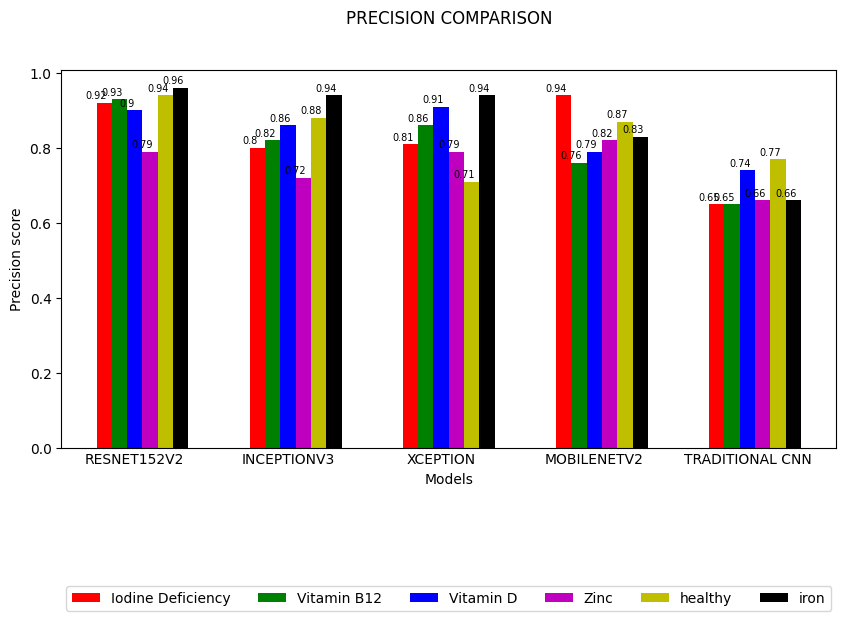 PRECISION COMPARISON
Precision score
1.0
0.8
0.6
0.4
0.2
0.0
0.92 0.93 0.9 0.79 0.94 0.96
0.8 0.82 0.86 0.72 0.88 0.94
0.81 0.86 0.91 0.79 0.71 0.94
0.94 0.76 0.79 0.82 0.87 0.83
0.65 0.65 0.74 0.66 0.77 0.66
RESNET152V2 INCEPTIONV3 XCEPTION MOBILENETV2 TRADITIONAL CNN
Models
Iodine Deficiency Vitamin B12 Vitamin D Zinc healthy iron